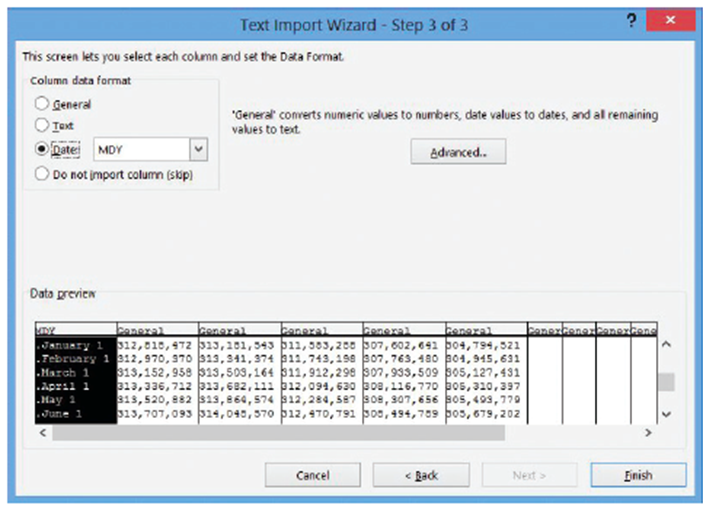 Text Import Wizard - Step 3 of 3
? ×
This screen lets you select each column and set the Data Format.
Column data format
General
Text
Date: MDY
Do not import column (skip)
'General' converts numeric values to numbers, date values to dates, and all remaining
values to text.
Advanced...
Data preview
MDY General General General General General Gener Gener Gener Gene
.January 1 312,818,472 313,181,543 311,583,288 307,602,641 304,794,521
.February 1 312,970,370 313,341,374 311,743,198 307,763,480 304,945,631
.March 1 313,152,958 313,503,164 311,912,298 307,933,509 305,127,431
.April 1 313,336,712 313,682,111 312,094,630 308,116,770 305,310,397
.May 1 313,520,882 313,864,574 312,284,587 308,307,656 305,493,779
.June 1 313,707,093 314,048,570 312,470,791 308,494,789 305,679,202
Cancel < Back Next > Finish